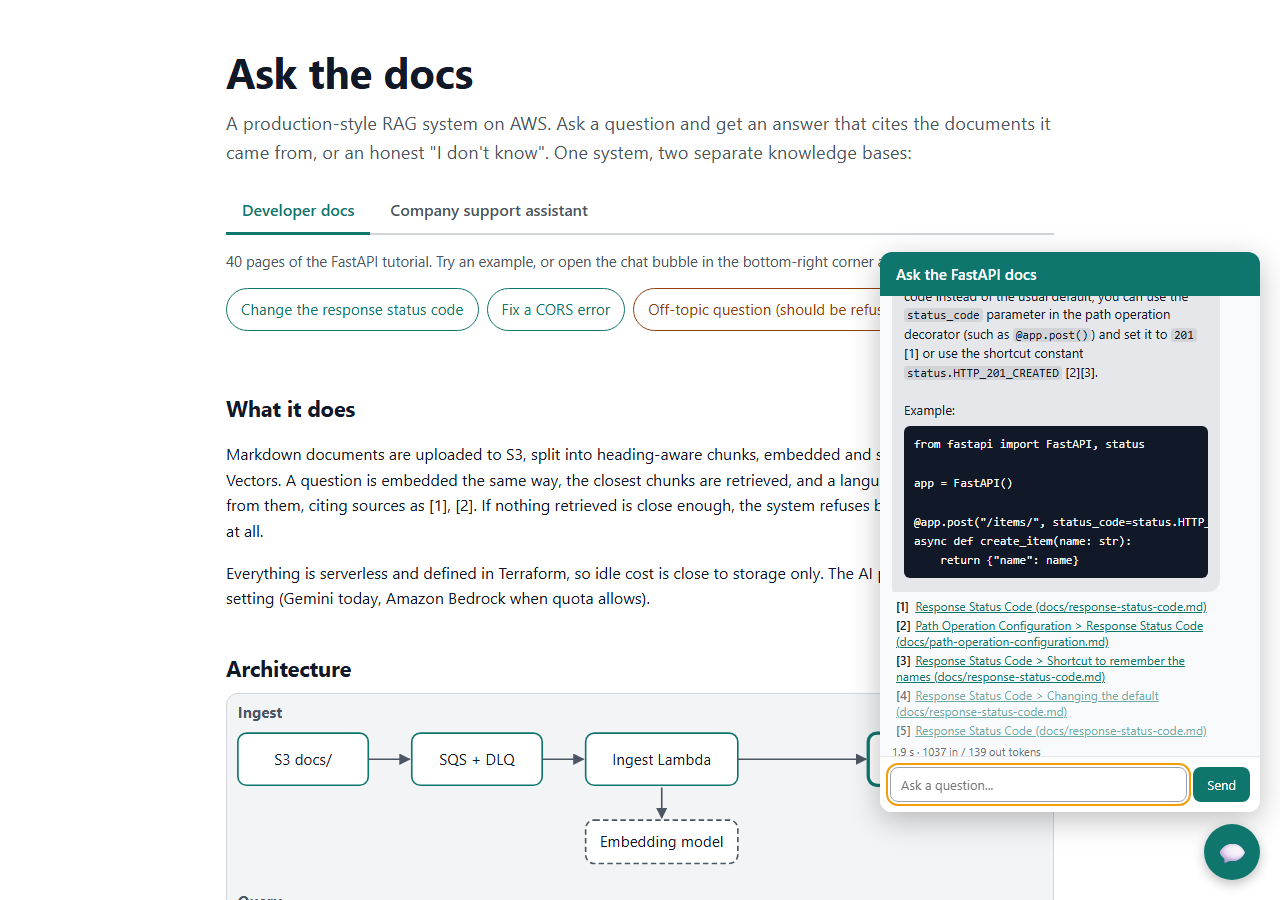 Ask the docs
A production-style RAG system on AWS. Ask a question and get an answer that cites the documents it
came from, or an honest "I don't know". One system, two separate knowledge bases:
Developer docs
Company support assistant
40 pages of the FastAPI tutorial. Try an example, or open the chat bubble in the bottom-right corner
Change the response status code
Fix a CORS error
Off-topic question (should be
What it does
Markdown documents are uploaded to S3, split into heading-aware chunks, embedded and
Vectors. A question is embedded the same way, the closest chunks are retrieved, and a
from them, citing sources as [1], [2]. If nothing retrieved is close enough, the system refuses
at all.
Everything is serverless and defined in Terraform, so idle cost is close to storage only. The AI
setting (Gemini today, Amazon Bedrock when quota allows).
Architecture
Ingest
S3 docs/
SQS + DLQ
Ingest Lambda
Embedding model
Ask the FastAPI docs
code instead of the usual default, you can use the
status_code parameter in the path operation
decorator (such as @app.post()) and set it to 201
[1] or use the shortcut constant
status.HTTP_201_CREATED [2][3].
Example:
from fastapi import FastAPI, status
app = FastAPI()
@app.post("/items/", status_code=status.HTTP_
async def create_item(name: str):
    return {"name": name}
[1] Response Status Code (docs/response-status-code.md)
[2] Path Operation Configuration > Response Status Code
(docs/path-operation-configuration.md)
[3] Response Status Code > Shortcut to remember the
names (docs/response-status-code.md)
[4] Response Status Code > Changing the default
(docs/response-status-code.md)
[5] Response Status Code (docs/response-status-code.md)
1.9 s · 1037 in / 139 out tokens
Ask a question...
Send